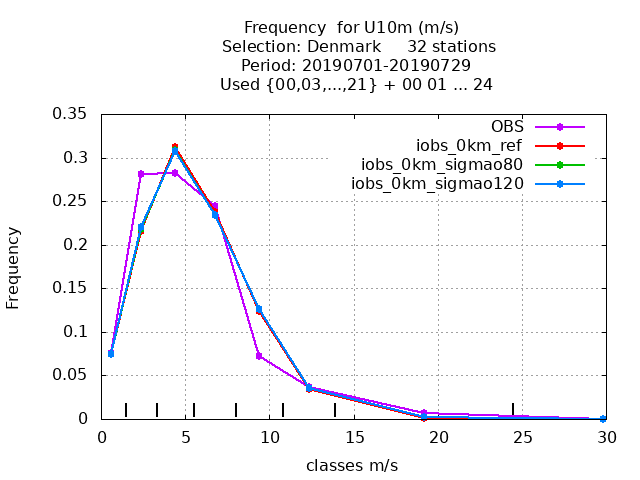 Frequency  for U10m (m/s)
Selection: Denmark     32 stations
Period: 20190701-20190729
Used {00,03,...,21} + 00 01 ... 24
OBS
iobs_0km_ref
iobs_0km_sigmao80
iobs_0km_sigmao120
Frequency
0.35
0.3
0.25
0.2
0.15
0.1
0.05
0
0 5 10 15 20 25 30
classes m/s